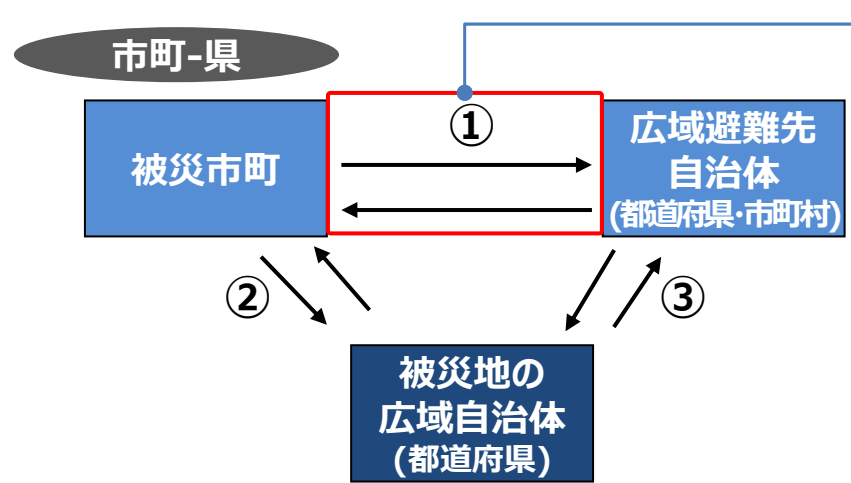 市町-県
①
被災市町
広域避難先
自治体
(都道府県・市町村)
②
③
被災地の
広域自治体
(都道府県)